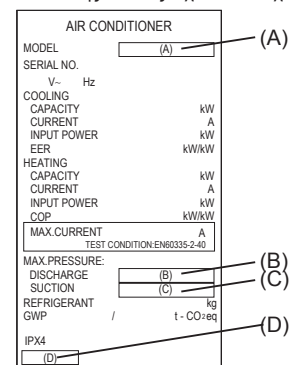 AIR CONDITIONER
MODEL (A) (A)
SERIAL NO.
V~ Hz
COOLING
CAPACITY kW
CURRENT A
INPUT POWER kW
EER kW/kW
HEATING
CAPACITY kW
CURRENT A
INPUT POWER kW
COP kW/kW
MAX.CURRENT A
TEST CONDITION:EN60335-2-40
MAX.PRESSURE:
DISCHARGE (B) (B)
SUCTION (C) (C)
REFRIGERANT kg
GWP / t - CO2eq
IPX4
(D) (D)